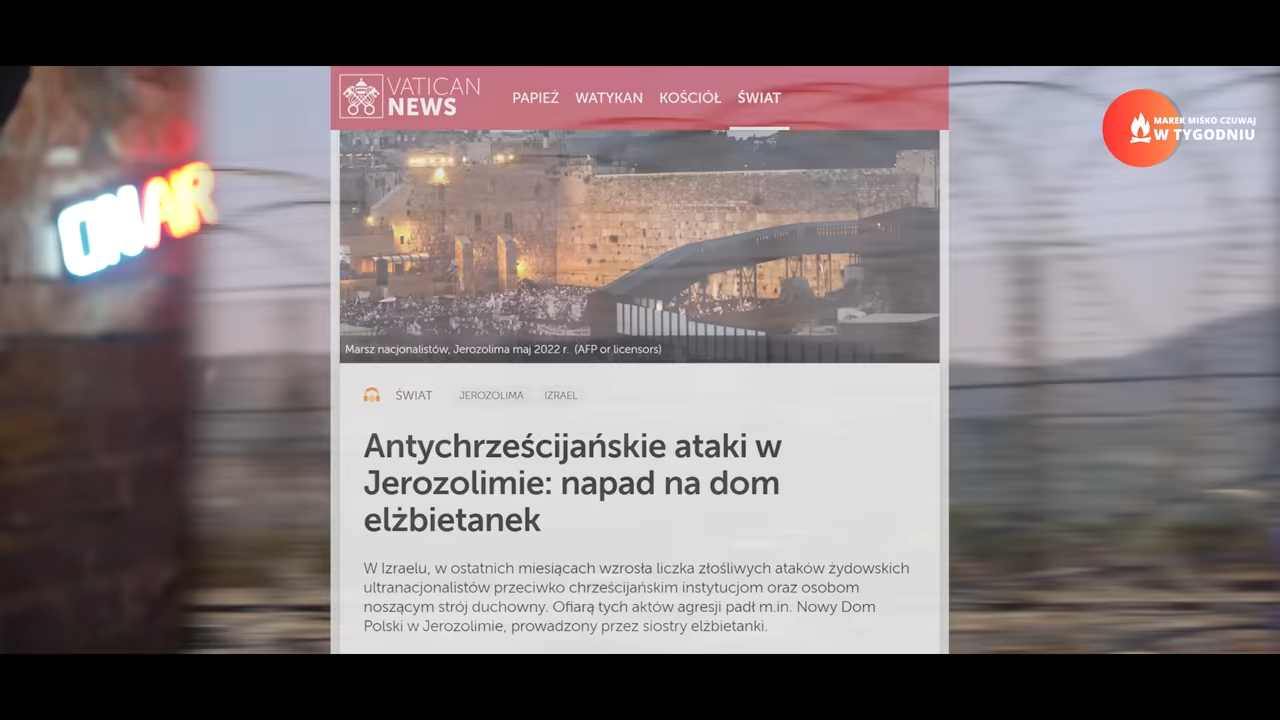 VATICAN
NEWS
PAPIEŻ WATYKAN KOŚCIÓŁ ŚWIAT
MAREK MIŚKO CZUWAJ
W TYGODNIU
Marsz nacjonalistów, Jerozolima maj 2022 r. (AFP or licensors)
ŚWIAT JEROZOLIMA IZRAEL
Antychrześcijańskie ataki w
Jerozolimie: napad na dom
elżbietanek
W Izraelu, w ostatnich miesiącach wzrosła liczba złośliwych ataków żydowskich
ultranacjonalistów przeciwko chrześcijańskim instytucjom oraz osobom
noszącym strój duchowny. Ofiarą tych aktów agresji padł m.in. Nowy Dom
Polski w Jerozolimie, prowadzony przez siostry elżbietanki.